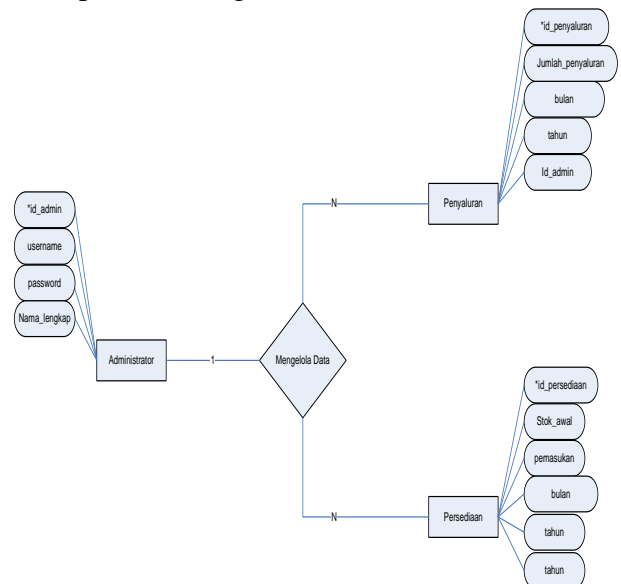 *id_penyaluran
Jumlah_penyaluran
bulan
tahun
Id_admin
Penyaluran
N
*id_admin
username
password
Nama_lengkap
Administrator
1
Mengelola Data
*id_persediaan
Stok_awal
pemasukan
bulan
tahun
tahun
Persediaan
N